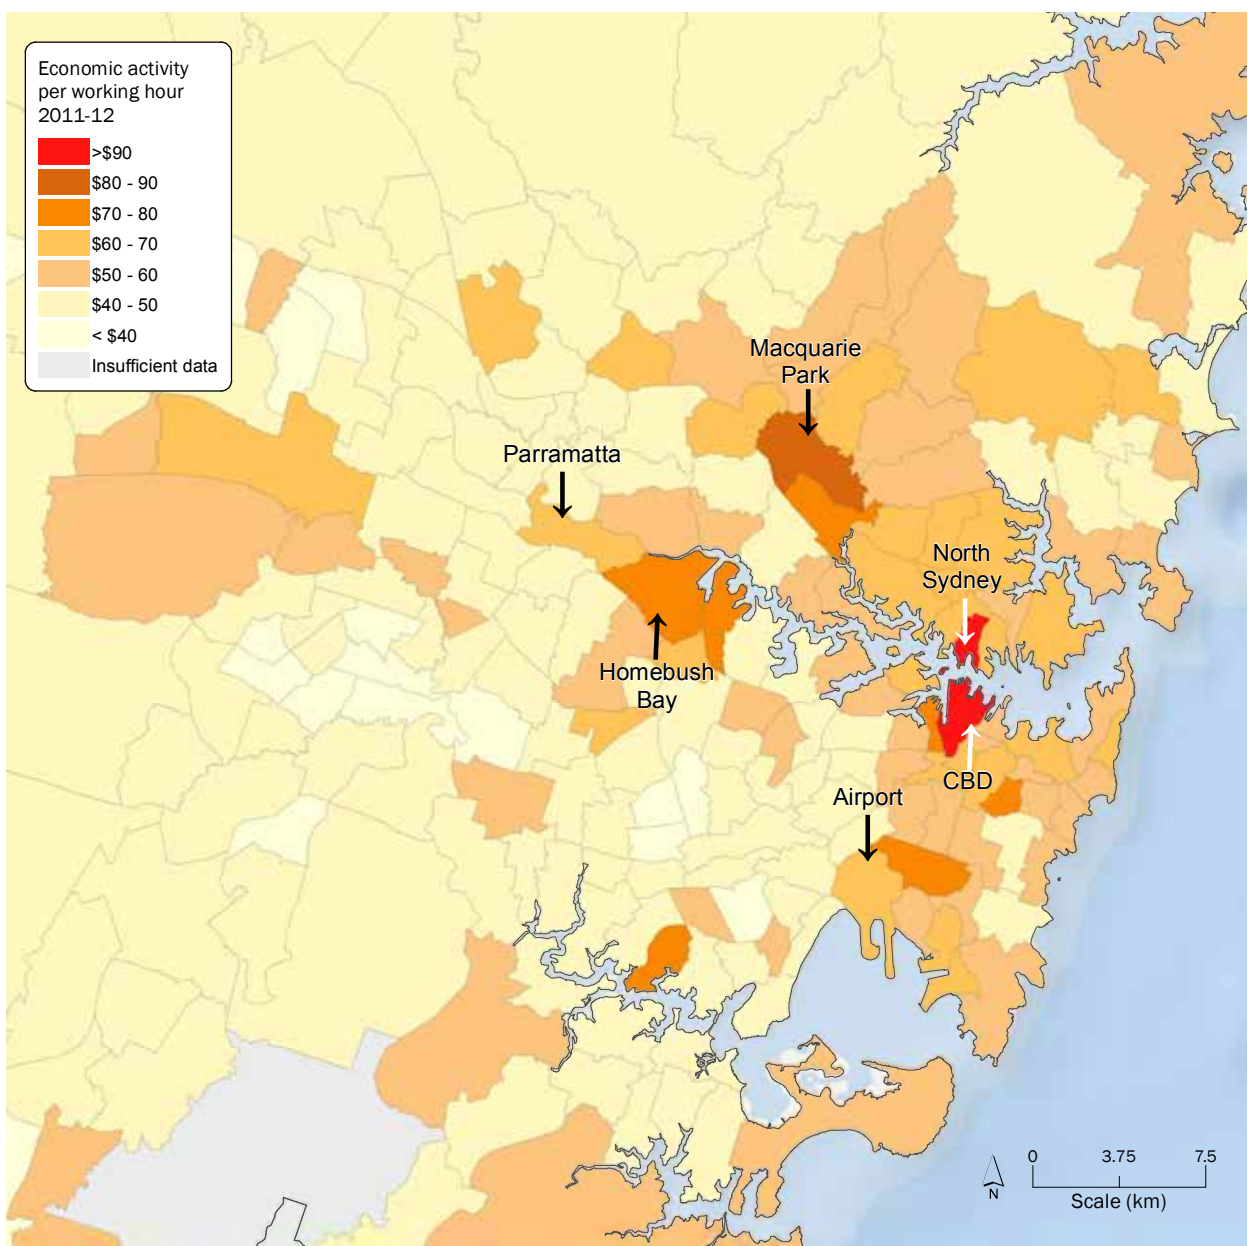 Economic activity
per working hour
2011-12
>$90
$80 - 90
$70 - 80
$60 - 70
$50 - 60
$40 - 50
< $40
Insufficient data
Macquarie
Park
Parramatta
North
Sydney
Homebush
Bay
CBD
Airport
0 3.75 7.5
N
Scale (km)